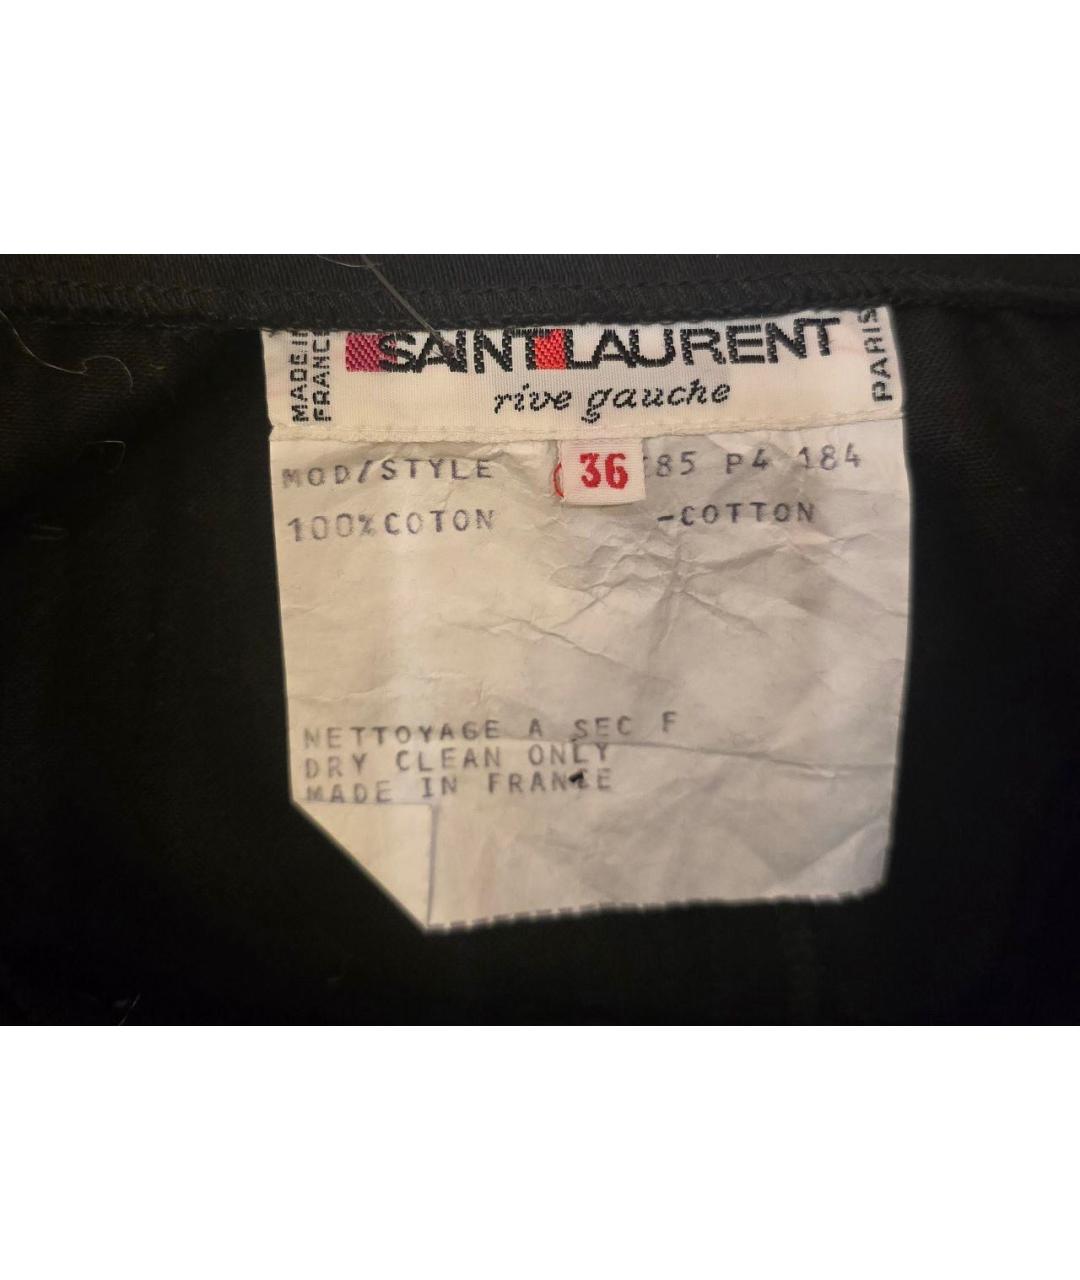 MADE IN
FRANCE
SAINT LAURENT
rive gauche
PARIS
MOD/STYLE 36 85 P4 184
100% COTON -COTTON
NETTOYAGE A SEC F
DRY CLEAN ONLY
MADE IN FRANCE